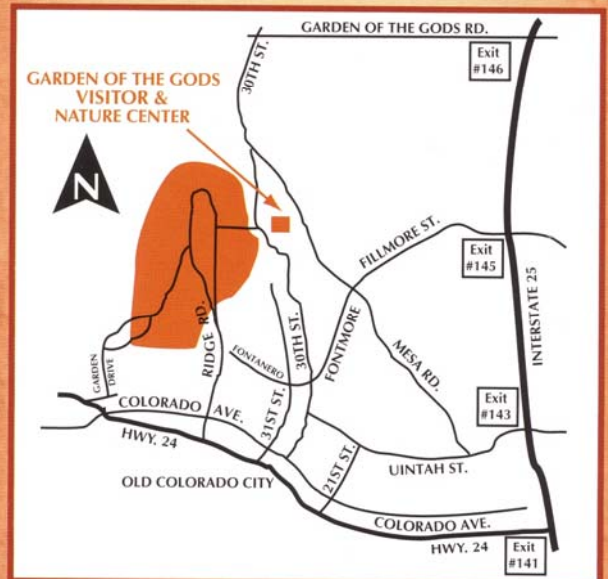 GARDEN OF THE GODS RD.
Exit
#146
30TH ST.
GARDEN OF THE GODS
VISITOR &
NATURE CENTER
N
FILLMORE ST.
Exit
#145
INTERSTATE 25
RIDGE RD.
30TH ST.
FONTMORE
MESA RD.
FONTANERO
GARDEN
DRIVE
31ST ST.
COLORADO AVE.
HWY. 24
Exit
#143
21ST ST.
UINTAH ST.
OLD COLORADO CITY
COLORADO AVE.
HWY. 24
Exit
#141